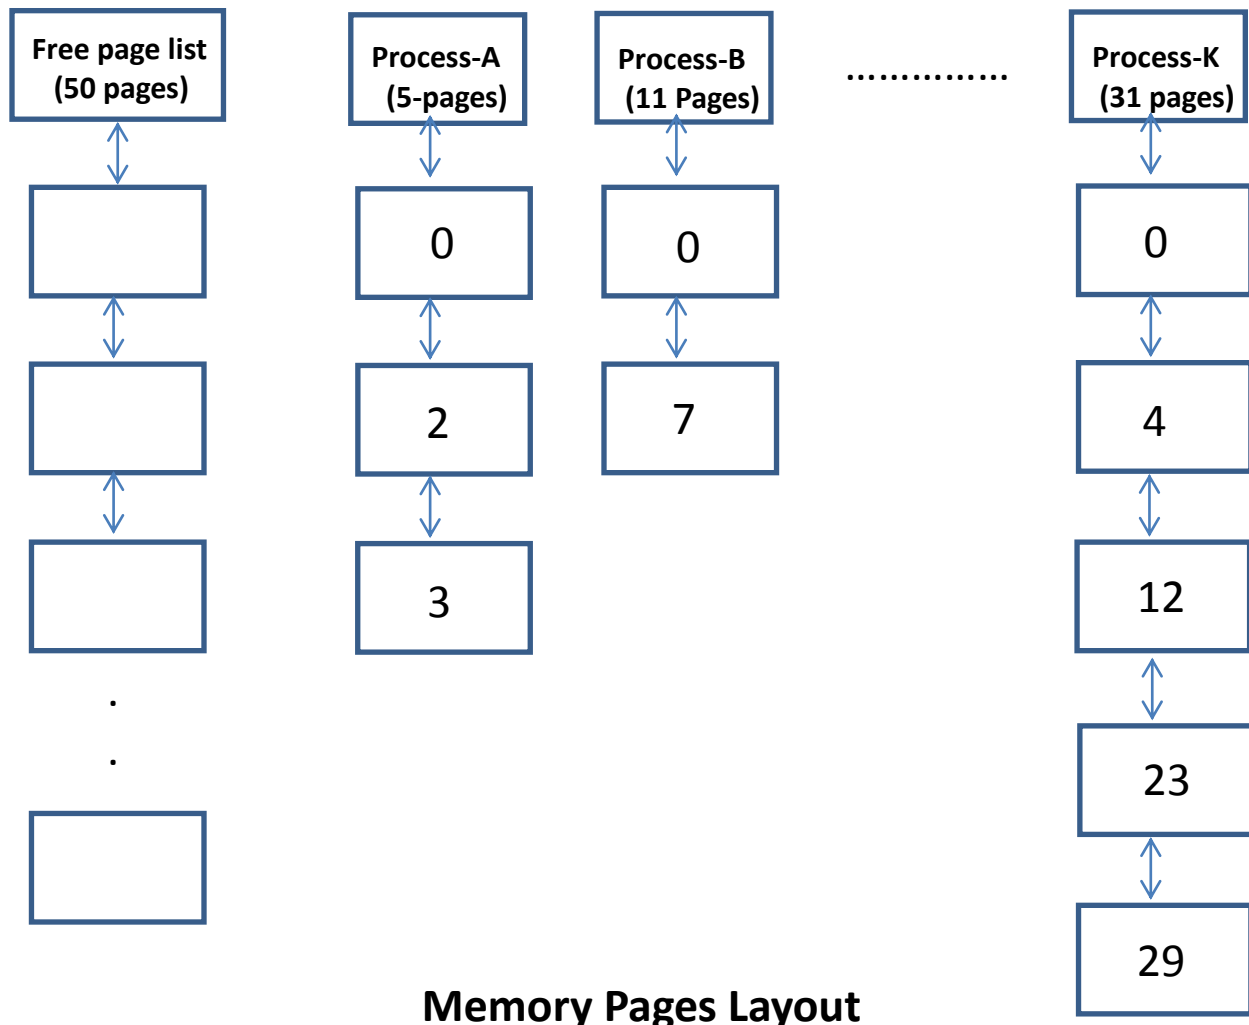 Free page list
(50 pages)
Process-A
(5-pages)
Process-B
(11 Pages)
……………
Process-K
(31 pages)
0
0
0
2
7
4
3
12
.
.
23
29
Memory Pages Layout